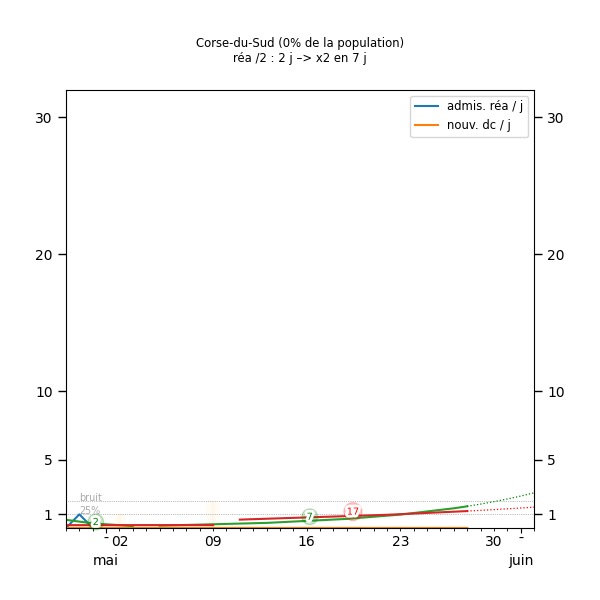 Corse-du-Sud (0% de la population)
réa /2 : 2 j –> x2 en 7 j
admis. réa / j
nouv. dc / j
30
30
20
20
10
10
5
5
bruit
25%
1
1
2
7
17
02
09
16
23
30
mai
juin